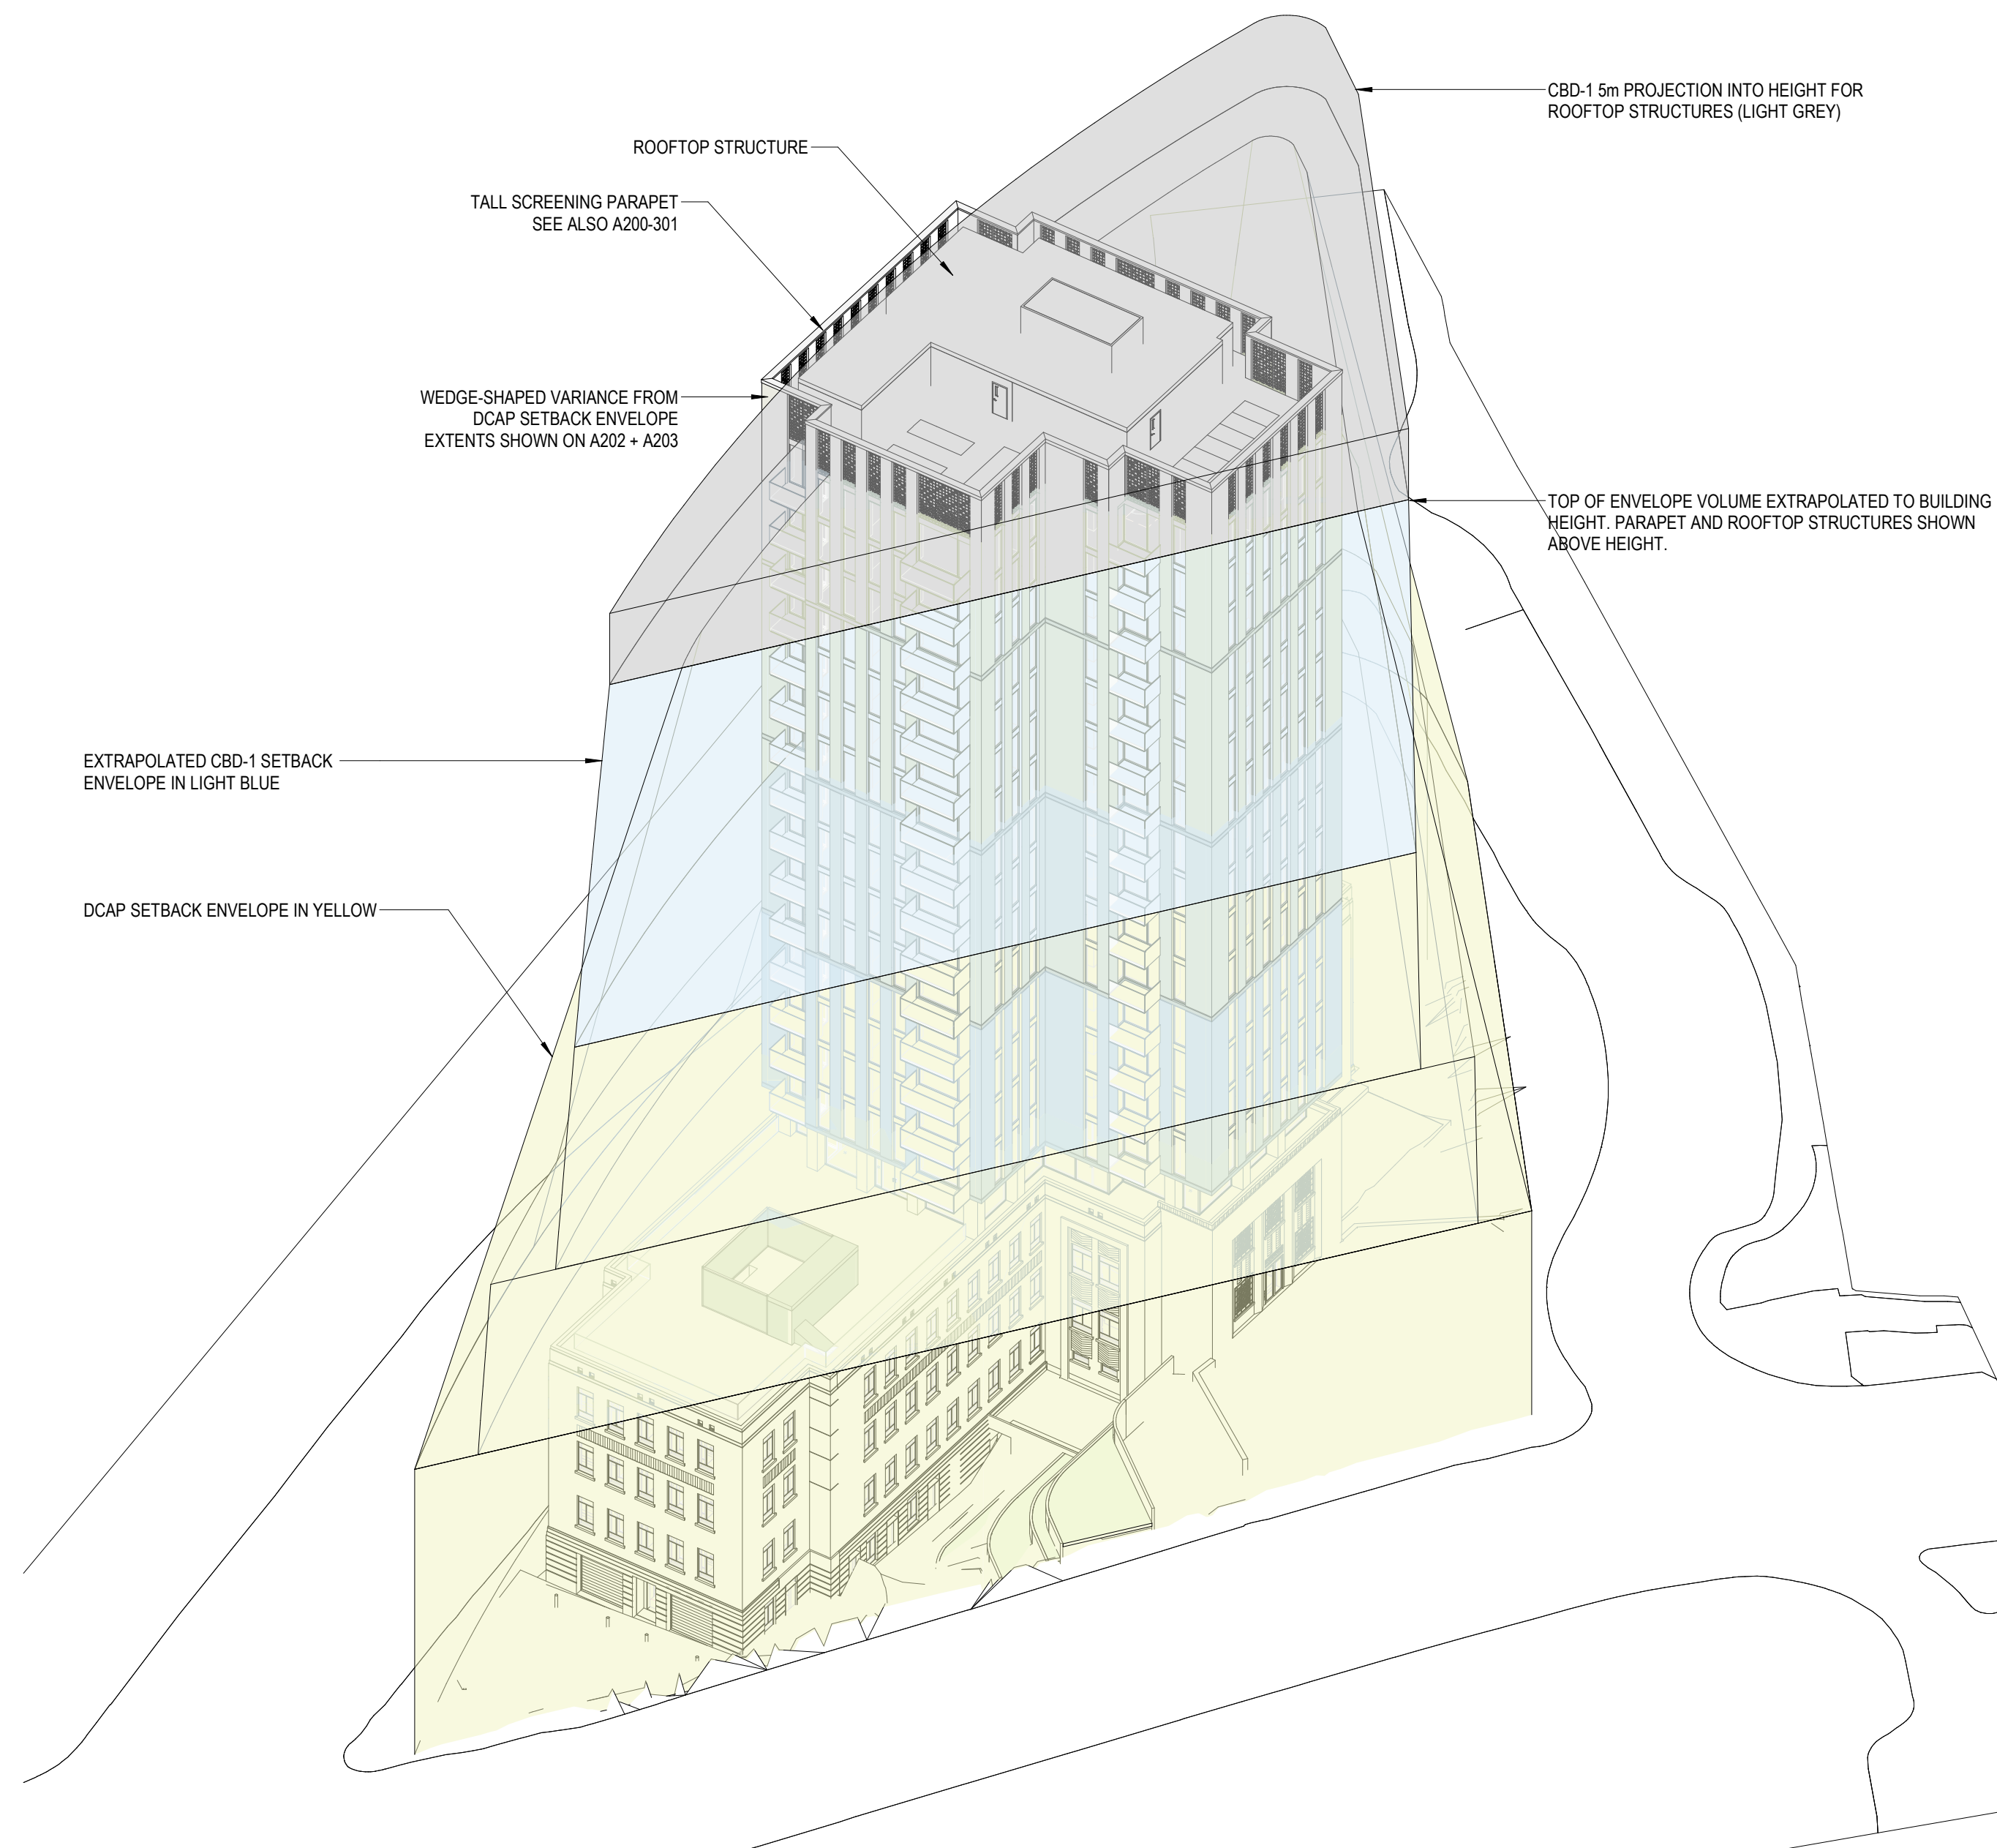 CBD-1 5m PROJECTION INTO HEIGHT FOR
ROOFTOP STRUCTURES (LIGHT GREY)
ROOFTOP STRUCTURE
TALL SCREENING PARAPET
SEE ALSO A200-301
WEDGE-SHAPED VARIANCE FROM
DCAP SETBACK ENVELOPE
EXTENTS SHOWN ON A202 + A203
TOP OF ENVELOPE VOLUME EXTRAPOLATED TO BUILDING
HEIGHT. PARAPET AND ROOFTOP STRUCTURES SHOWN
ABOVE HEIGHT.
EXTRAPOLATED CBD-1 SETBACK
ENVELOPE IN LIGHT BLUE
DCAP SETBACK ENVELOPE IN YELLOW